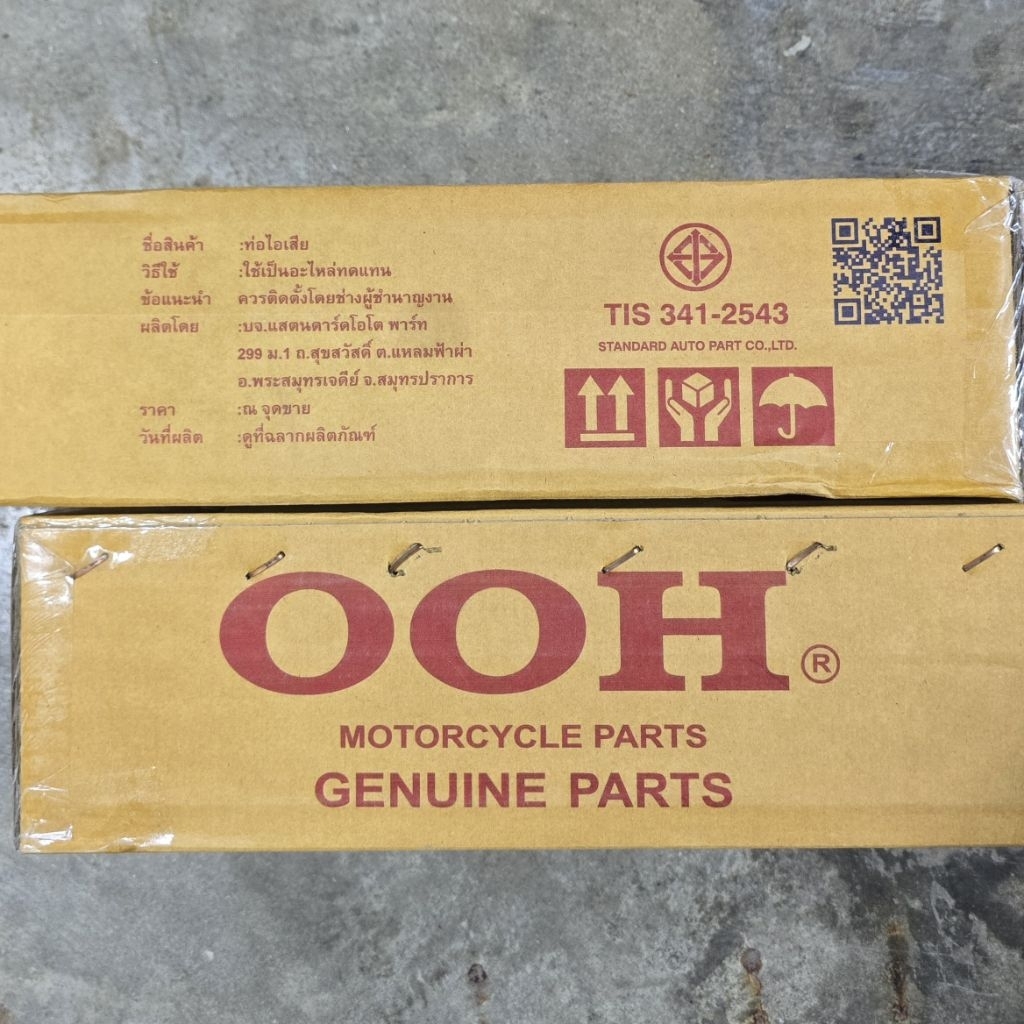 ชื่อสินค้า :ท่อไอเสีย
วิธีใช้ :ใช้เป็นอะไหล่ทดแทน
ข้อแนะนำ ควรติดตั้งโดยช่างผู้ชำนาญงาน
ผลิตโดย :บจ.แสตนดาร์ดโอโต พาร์ท
299 ม.1 ถ.สุขสวัสดิ์ ต.แหลมฟ้าผ่า
อ.พระสมุทรเจดีย์ จ.สมุทรปราการ
ราคา :ณ จุดขาย
วันที่ผลิต :ดูที่ฉลากผลิตภัณฑ์
TIS 341-2543
STANDARD AUTO PART CO.,LTD.
OOH ®
MOTORCYCLE PARTS
GENUINE PARTS